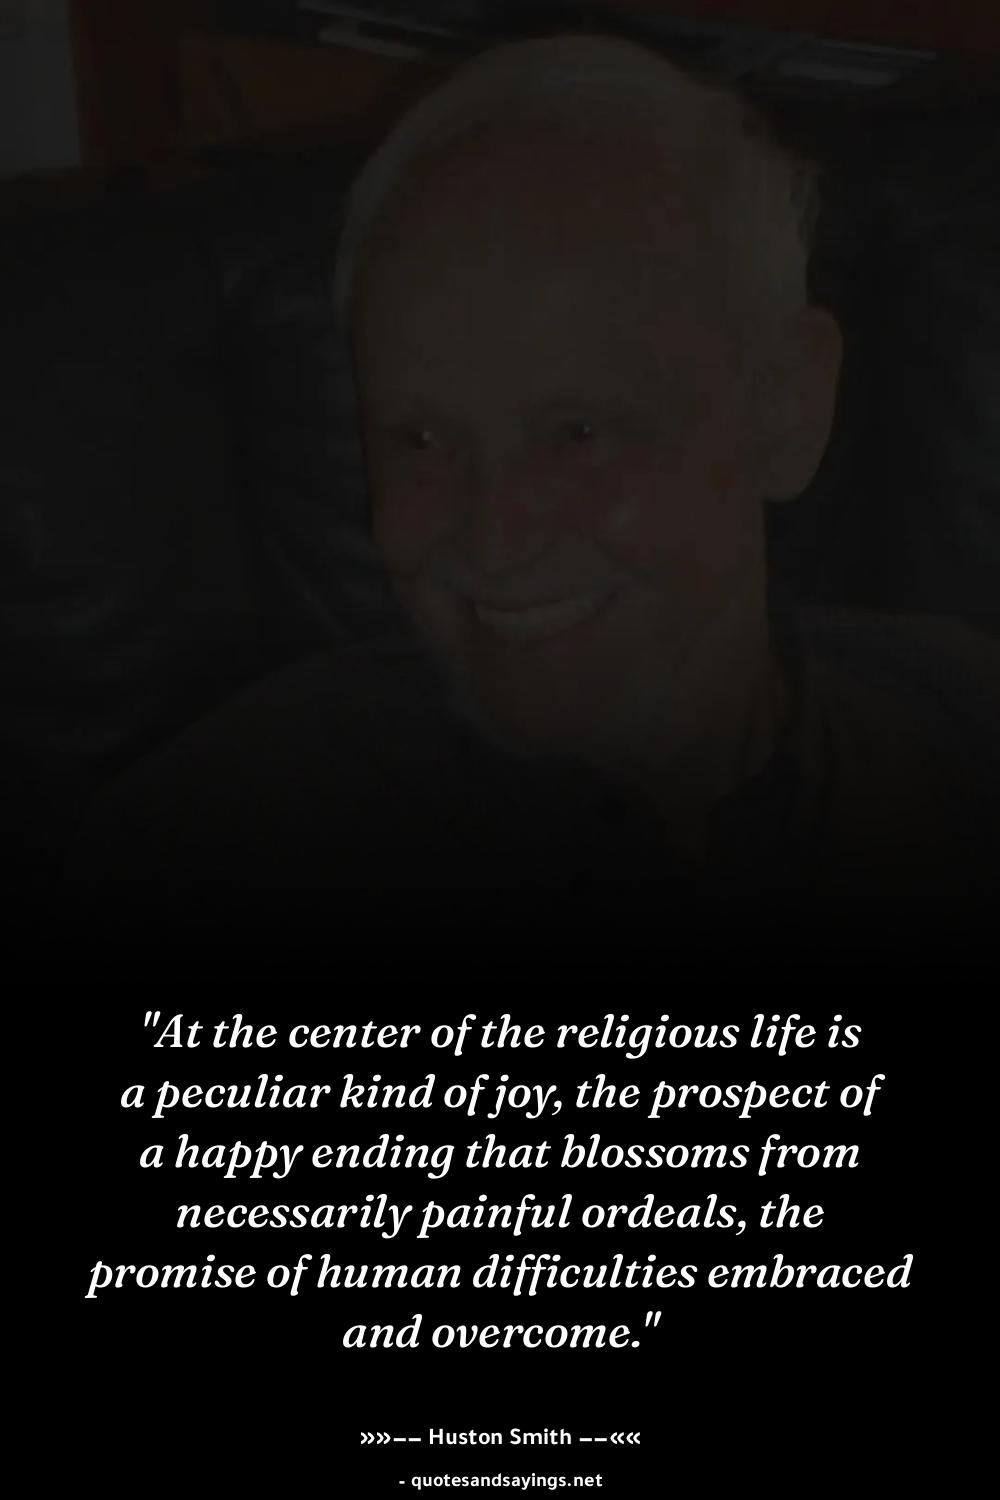 "At the center of the religious life is
a peculiar kind of joy, the prospect of
a happy ending that blossoms from
necessarily painful ordeals, the
promise of human difficulties embraced
and overcome."
»»–– Huston Smith ––««
- quotesandsayings.net